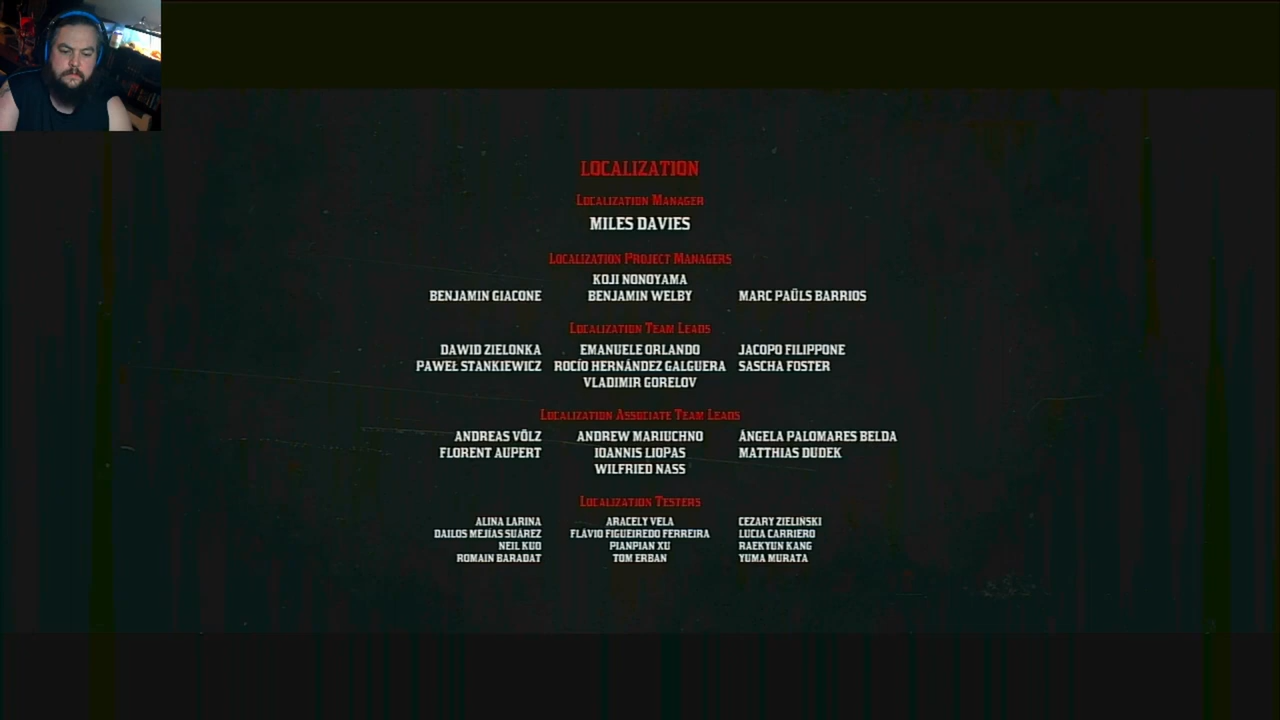 LOCALIZATION
LOCALIZATION MANAGER
MILES DAVIES
LOCALIZATION PROJECT MANAGERS
KOJI NONOYAMA
BENJAMIN GIACONE BENJAMIN WELBY MARC PAÜLS BARRIOS
LOCALIZATION TEAM LEADS
DAWID ZIELONKA EMANUELE ORLANDO JACOPO FILIPPONE
PAWEŁ STANKIEWICZ ROCÍO HERNÁNDEZ GALGUERA SASCHA FOSTER
VLADIMIR GORELOV
LOCALIZATION ASSOCIATE TEAM LEADS
ANDREAS VÖLZ ANDREW MARIUCHNO ÁNGELA PALOMARES BELDA
FLORENT AUPERT IOANNIS LIOPAS MATTHIAS DUDEK
WILFRIED NASS
LOCALIZATION TESTERS
ALINA LARINA ARACELY VELA CEZARY ZIELIŃSKI
DAILOS MEJÍAS SUÁREZ FLÁVIO FIGUEIREDO FERREIRA LUCIA CARRIERO
NEIL KUO PIANPIAN XU RAEKYUN KANG
ROMAIN BARADAT TOM ERBAN YUMA MURATA